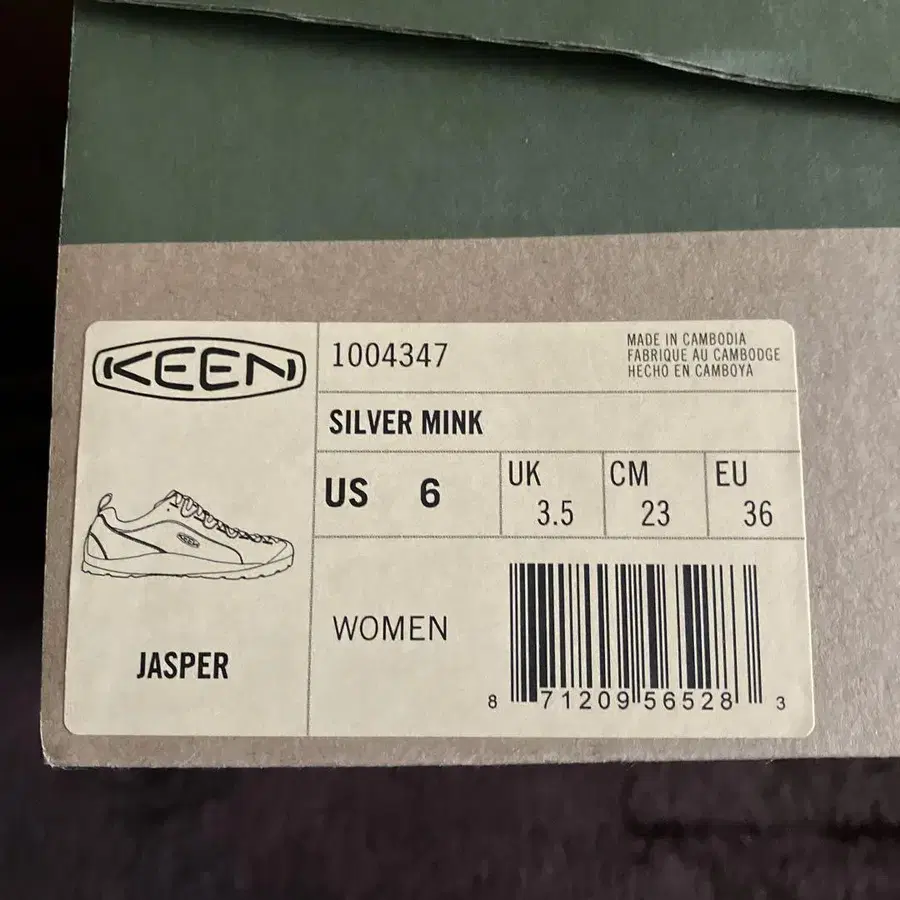 KEEN
1004347
MADE IN CAMBODIA
FABRIQUE AU CAMBODGE
HECHO EN CAMBOYA
SILVER MINK
US 6
UK 3.5
CM 23
EU 36
JASPER
WOMEN
8 71209 56528 3